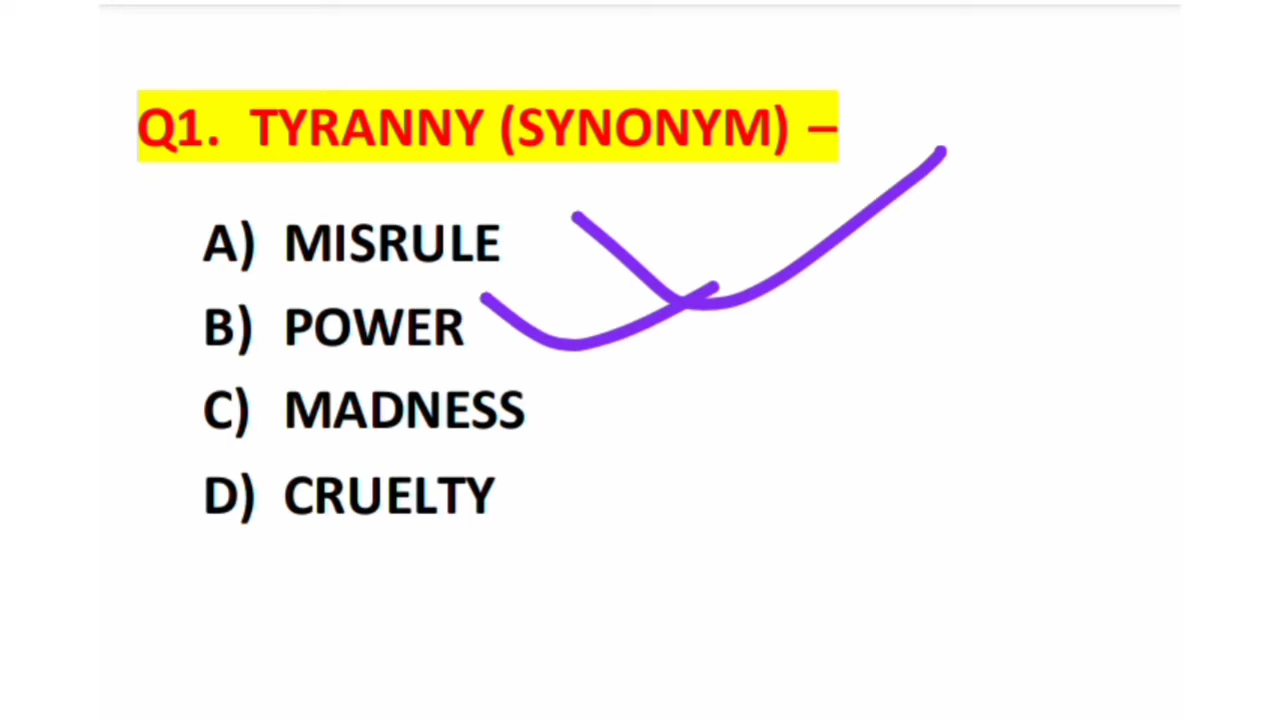 Q1. TYRANNY (SYNONYM) –
A) MISRULE
B) POWER
C) MADNESS
D) CRUELTY